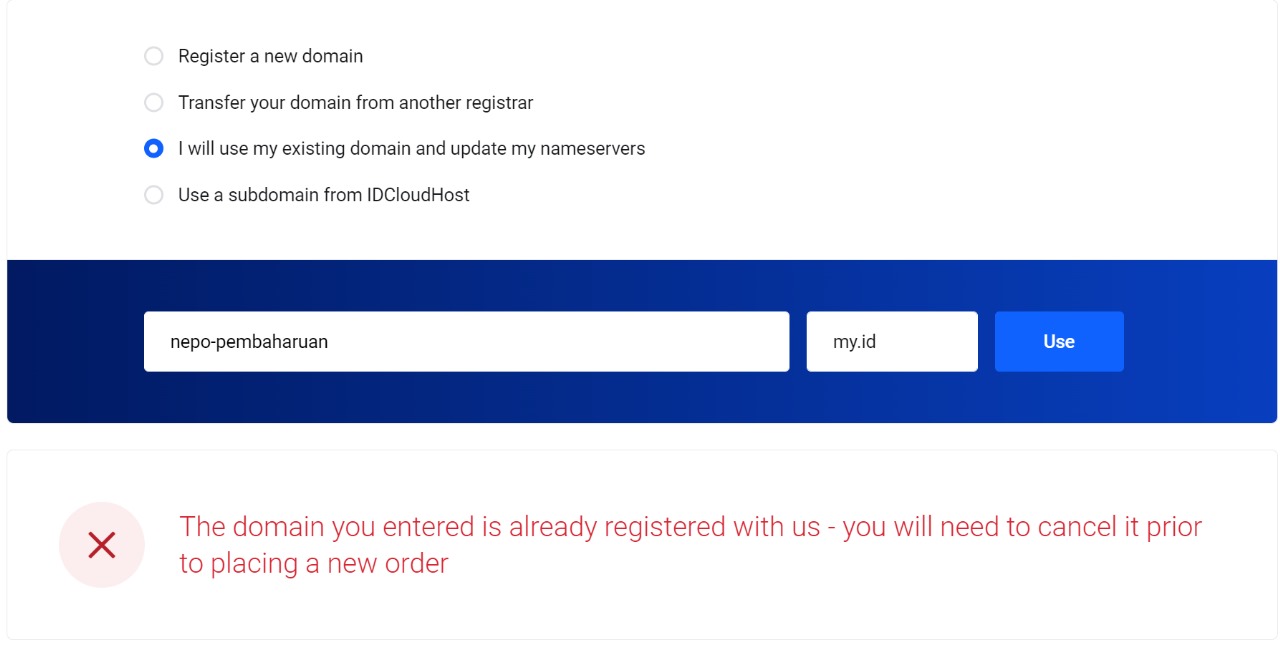 Register a new domain
Transfer your domain from another registrar
I will use my existing domain and update my nameservers
Use a subdomain from IDCloudHost
nepo-pembaharuan my.id Use
The domain you entered is already registered with us - you will need to cancel it prior
to placing a new order